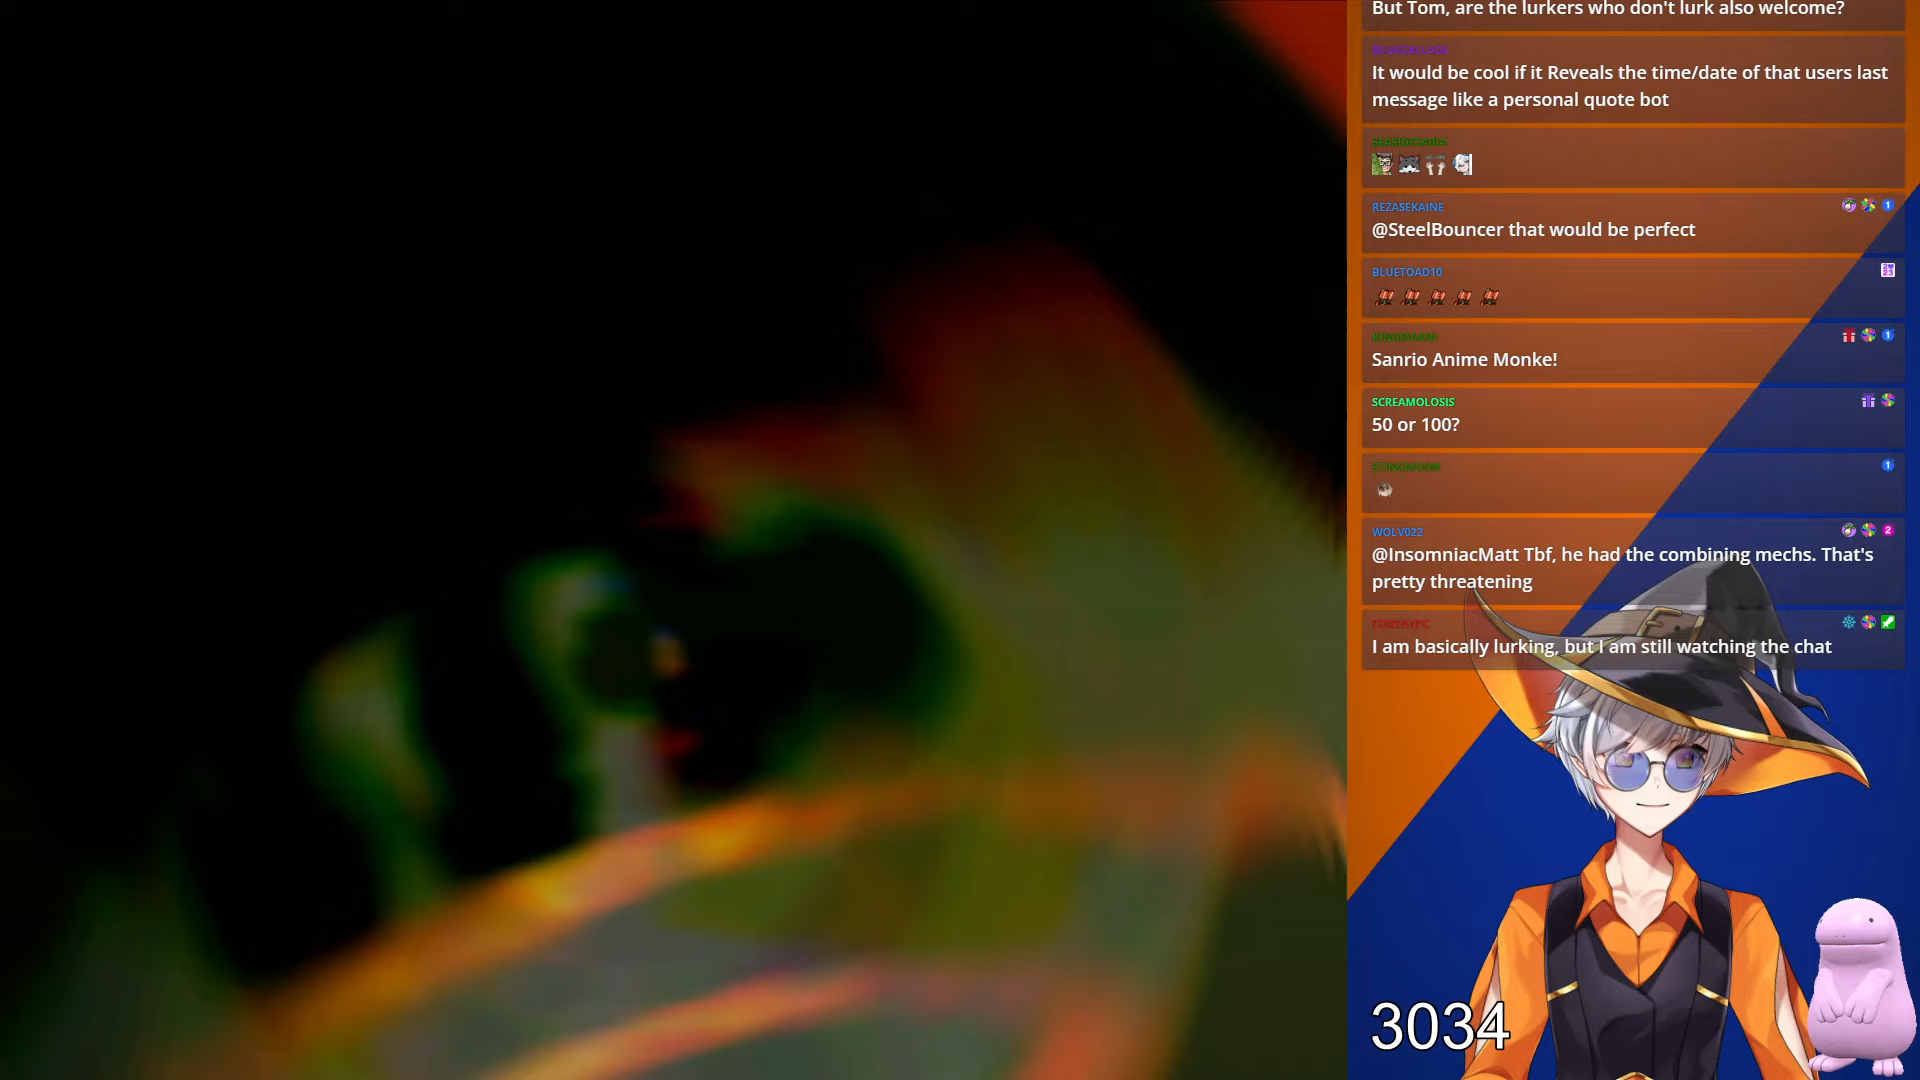 But Tom, are the lurkers who don't lurk also welcome?
It would be cool if it Reveals the time/date of that users last
message like a personal quote bot
SEASIDEARIA
REZASEKAINE
@SteelBouncer that would be perfect
BLUETOAD10
Sanrio Anime Monke!
SCREAMOLOSIS
50 or 100?
WOLV022
@InsomniacMatt Tbf, he had the combining mechs. That's
pretty threatening
I am basically lurking, but I am still watching the chat
3034